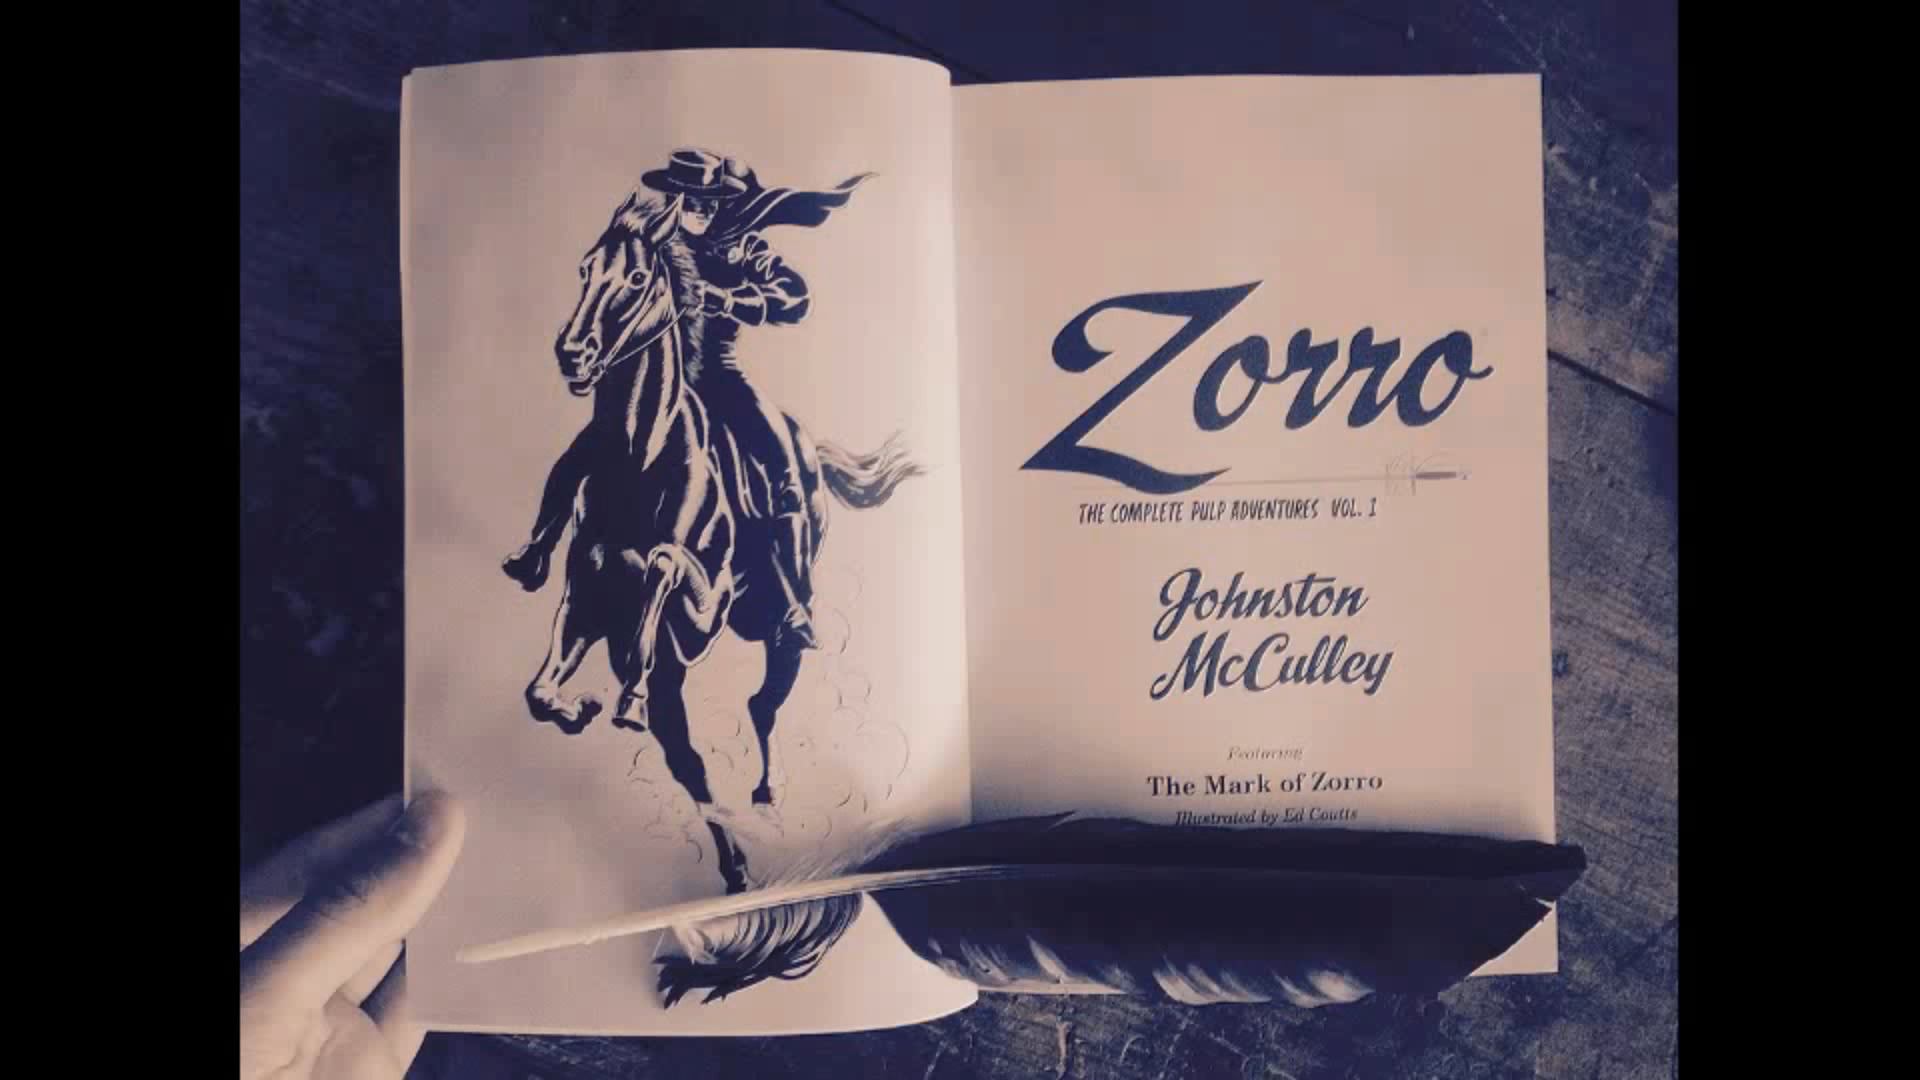 Zorro
THE COMPLETE PULP ADVENTURES VOL. 1
Johnston
McCulley
Featuring
The Mark of Zorro
Illustrated by Ed Coutts